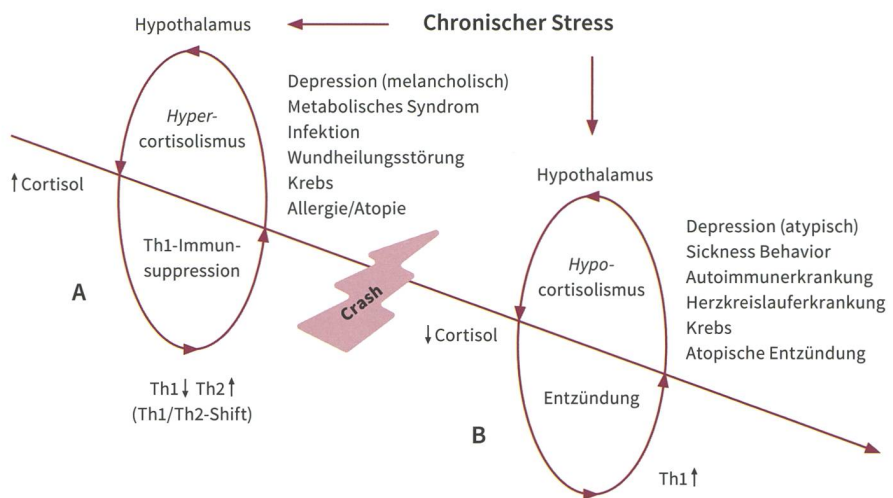 Chronischer Stress
Hypothalamus
Hyper-
cortisolismus
Depression (melancholisch)
Metabolisches Syndrom
Infektion
Wundheilungsstörung
Krebs
Allergie/Atopie
↑ Cortisol
Th1-Immun-
suppression
A
Th1 ↓ Th2 ↑
(Th1/Th2-Shift)
Crash
Hypothalamus
Hypo-
cortisolismus
Depression (atypisch)
Sickness Behavior
Autoimmunerkrankung
Herzkreislauferkrankung
Krebs
Atopische Entzündung
↓ Cortisol
Entzündung
B
Th1 ↑